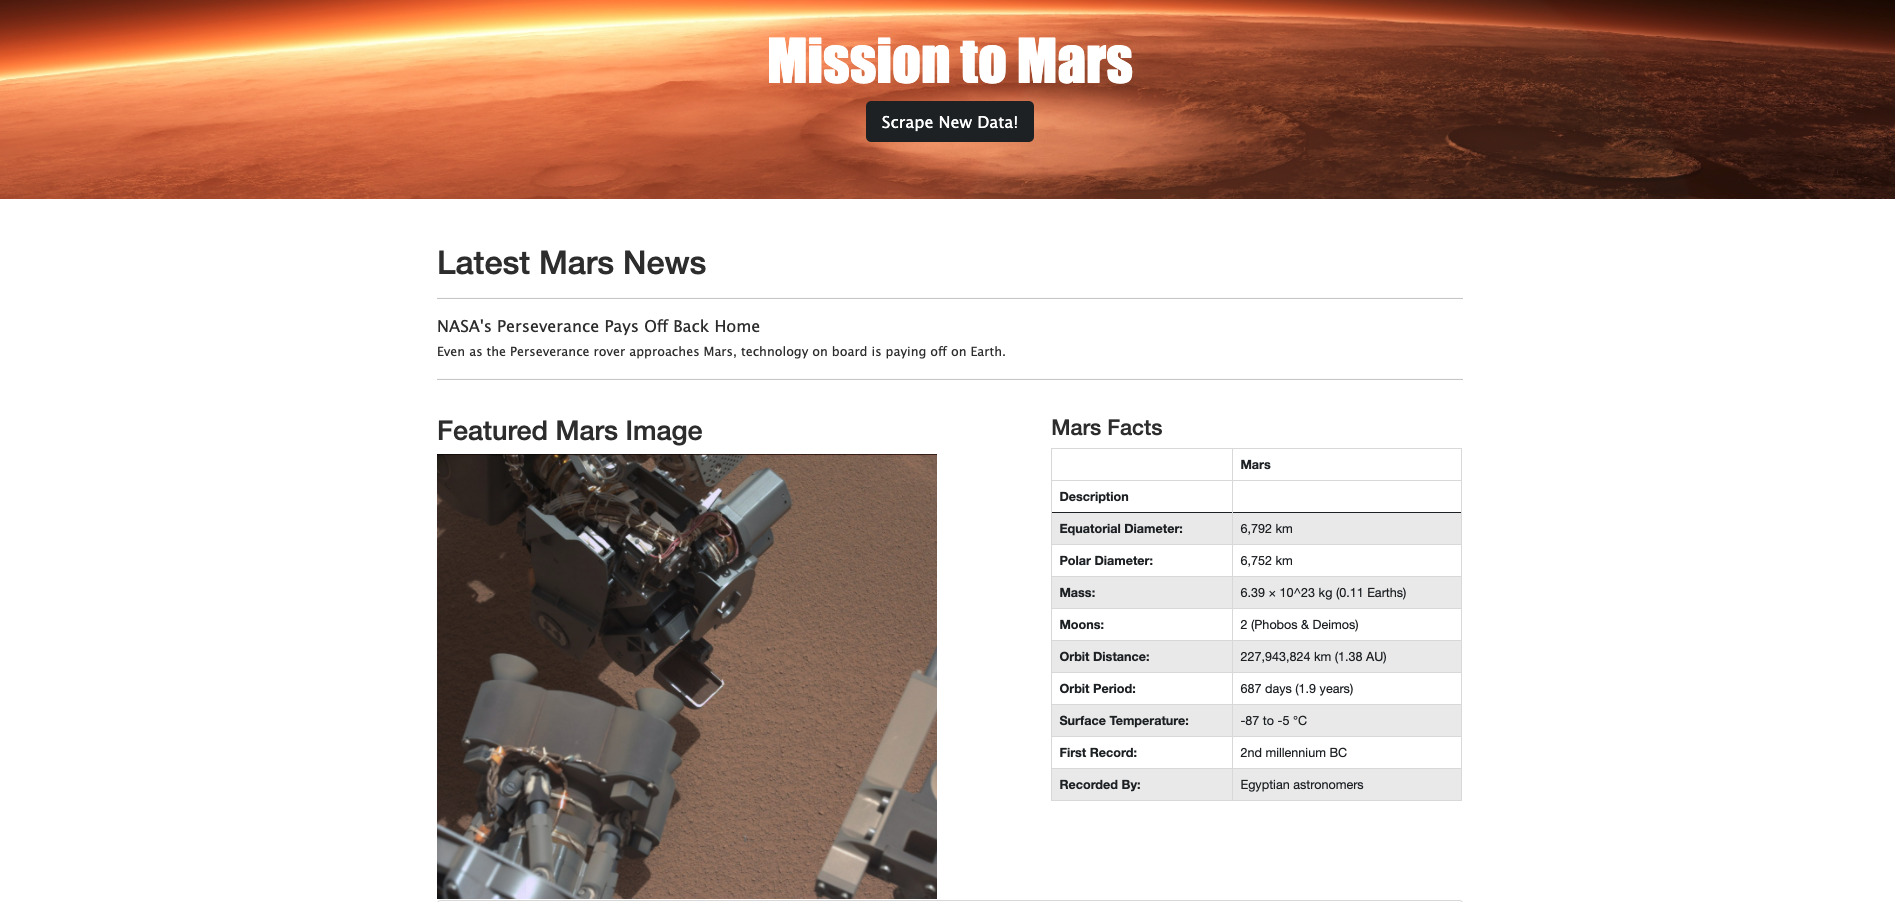 Mission to Mars
Scrape New Data!
Latest Mars News
NASA's Perseverance Pays Off Back Home
Even as the Perseverance rover approaches Mars, technology on board is paying off on Earth.
Featured Mars Image
Mars Facts
Mars
Description
Equatorial Diameter: 6,792 km
Polar Diameter: 6,752 km
Mass: 6.39 × 10^23 kg (0.11 Earths)
Moons: 2 (Phobos & Deimos)
Orbit Distance: 227,943,824 km (1.38 AU)
Orbit Period: 687 days (1.9 years)
Surface Temperature: -87 to -5 °C
First Record: 2nd millennium BC
Recorded By: Egyptian astronomers